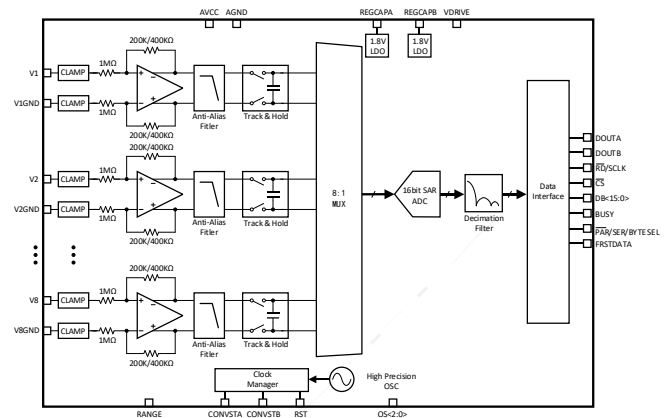 AVCC AGND REGCAPA REGCAPB VDRIVE
200K/400KΩ
1.8V
LDO
1.8V
LDO
V1 CLAMP 1MΩ
V1GND CLAMP 1MΩ
200K/400KΩ
Anti-Alias
Fitler
Track & Hold
200K/400KΩ
V2 CLAMP 1MΩ
V2GND CLAMP 1MΩ
200K/400KΩ
Anti-Alias
Fitler
Track & Hold
200K/400KΩ
V8 CLAMP 1MΩ
V8GND CLAMP 1MΩ
200K/400KΩ
Anti-Alias
Fitler
Track & Hold
8:1
MUX
16bit SAR
ADC
Decimation
Filter
Data
Interface
DOUTA
DOUTB
RD/SCLK
CS
DB<15:0>
BUSY
PAR/SER/BYTE SEL
FRSTDATA
Clock
Manager
High Precision
OSC
RANGE CONVSTA CONVSTB RST OS<2:0>